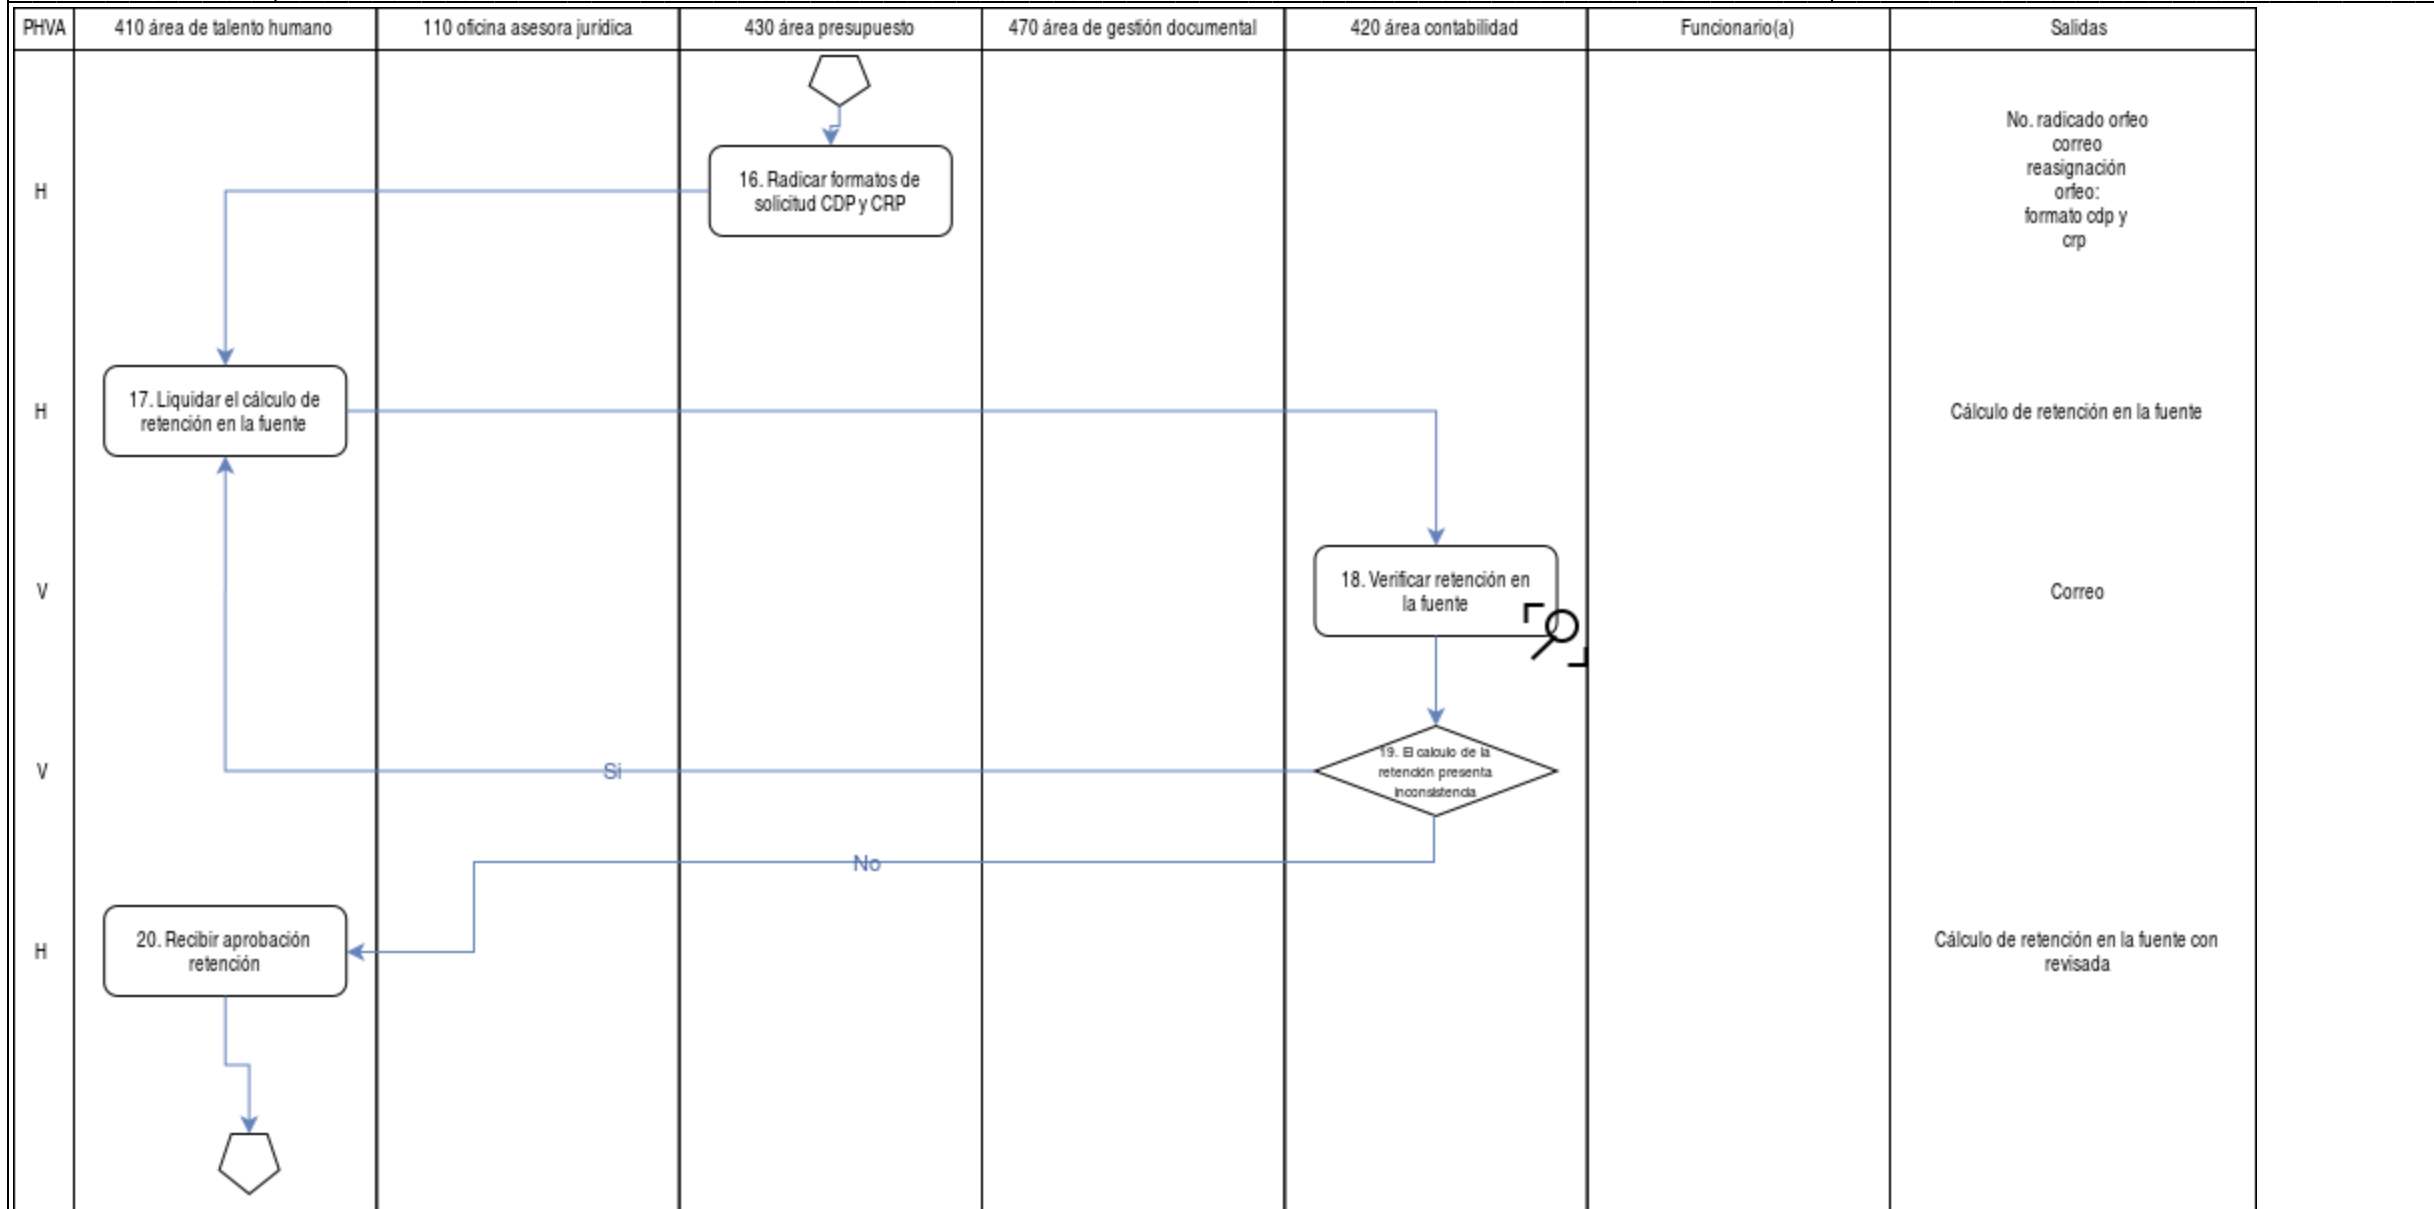 PHVA
410 área de talento humano
110 oficina asesora jurídica
430 área presupuesto
470 área de gestión documental
420 área contabilidad
Funcionario(a)
Salidas
H
16. Radicar formatos de
solicitud CDP y CRP
No. radicado orfeo
correo
reasignación
orfeo:
formato cdp y
crp
H
17. Liquidar el cálculo de
retención en la fuente
Cálculo de retención en la fuente
V
18. Verificar retención en
la fuente
Correo
V
Si
19. El calculo de la
retención presenta
inconsistencia
No
H
20. Recibir aprobación
retención
Cálculo de retención en la fuente con
revisada